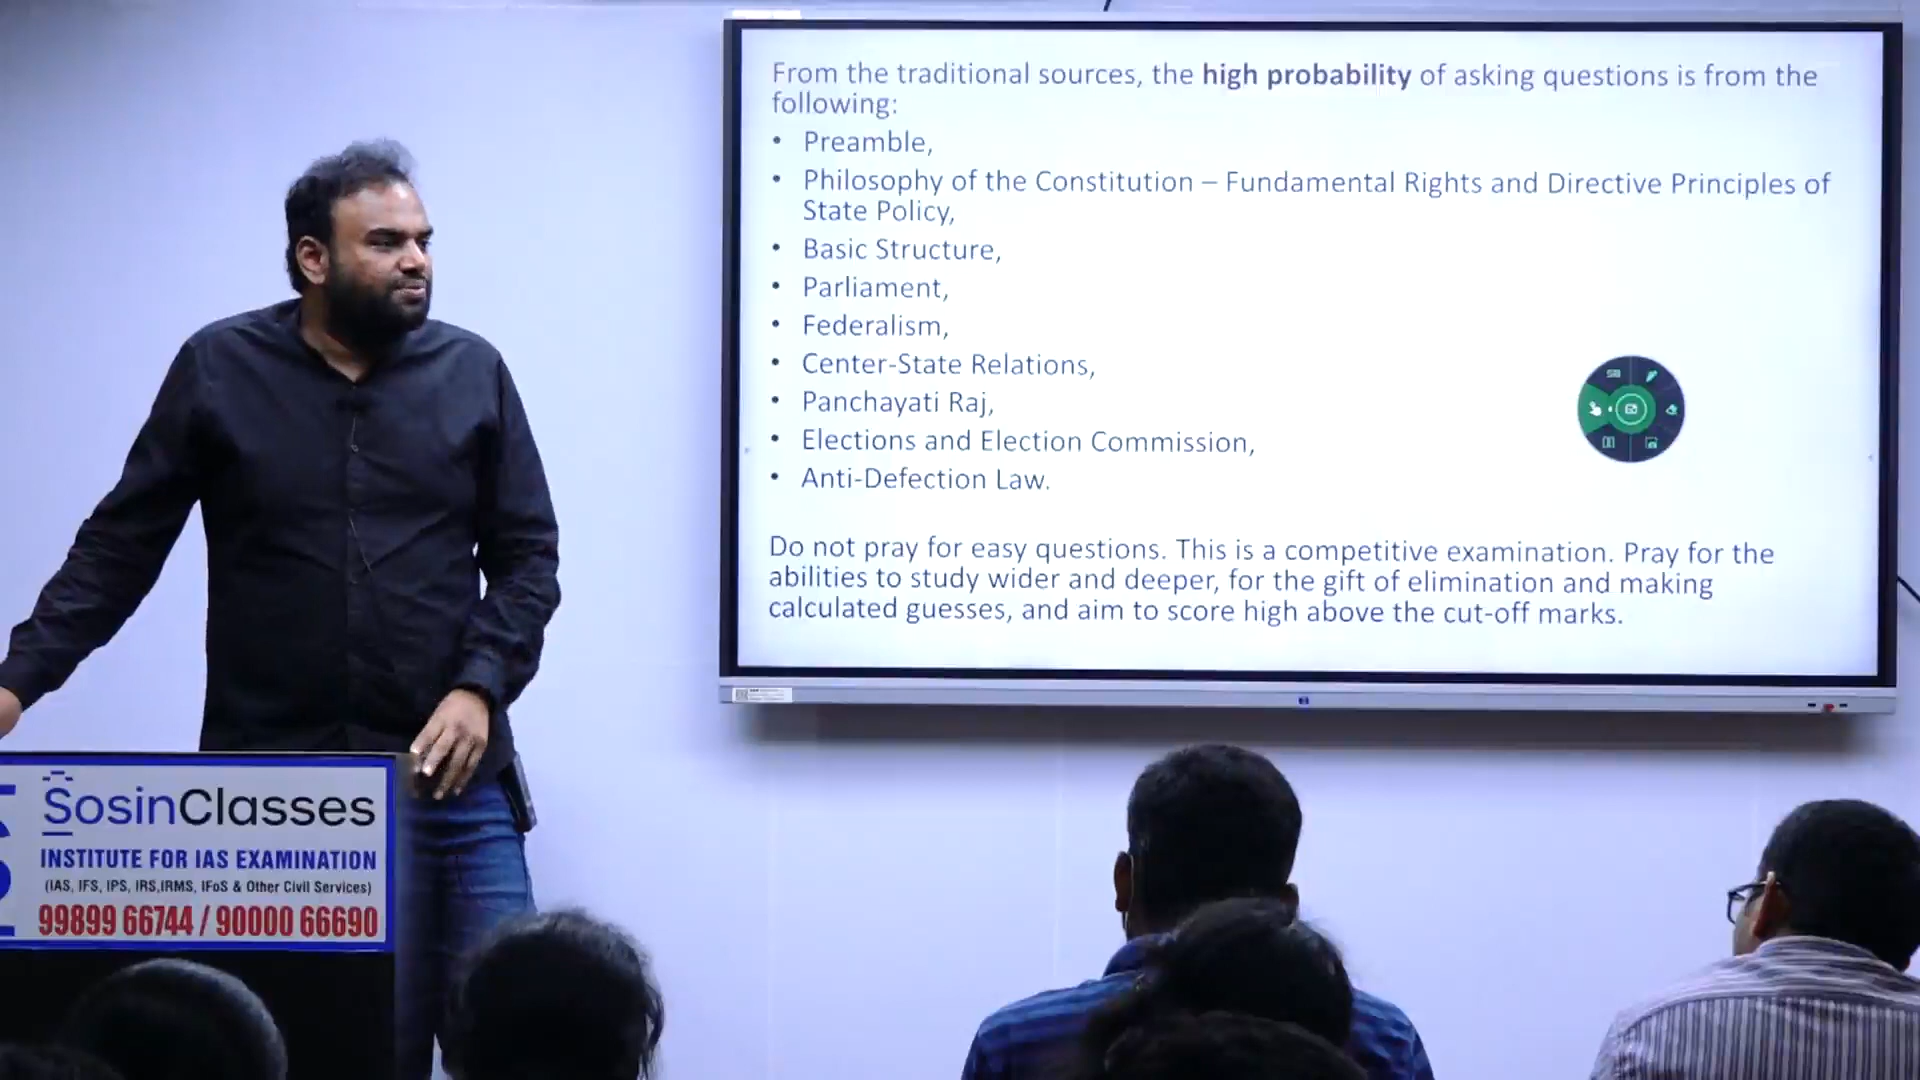 From the traditional sources, the high probability of asking questions is from the
following:
• Preamble,
• Philosophy of the Constitution – Fundamental Rights and Directive Principles of
State Policy,
• Basic Structure,
• Parliament,
• Federalism,
• Center-State Relations,
• Panchayati Raj,
• Elections and Election Commission,
• Anti-Defection Law.
Do not pray for easy questions. This is a competitive examination. Pray for the
abilities to study wider and deeper, for the gift of elimination and making
calculated guesses, and aim to score high above the cut-off marks.
SosinClasses
INSTITUTE FOR IAS EXAMINATION
(IAS, IFS, IPS, IRS,IRMS, IFoS & Other Civil Services)
99899 66744 / 90000 66690